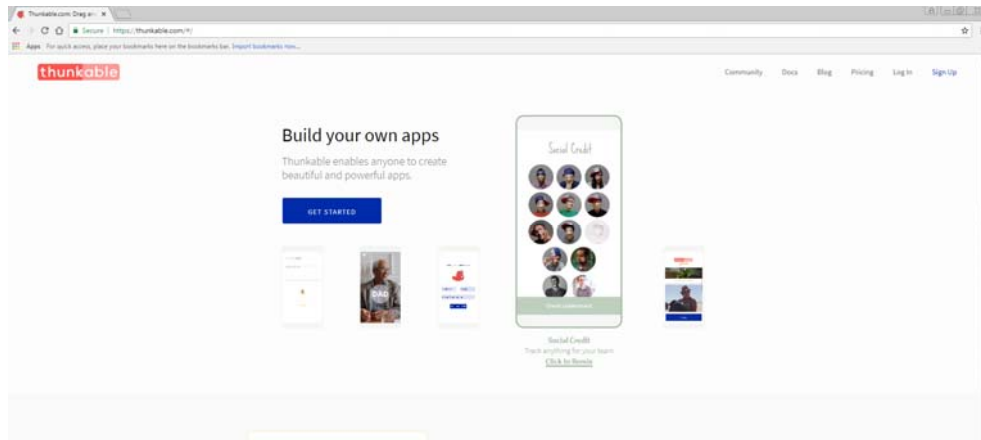 Thunkable.com: Drag an
Secure | https://thunkable.com/#/
Apps For quick access, place your bookmarks here on the bookmarks bar. Import bookmarks now...
thunkable
Community Docs Blog Pricing Log In Sign Up
Build your own apps
Thunkable enables anyone to create
beautiful and powerful apps.
GET STARTED
Social Credit
DAD
Social Credit
Track anything for your team
Click to Remix